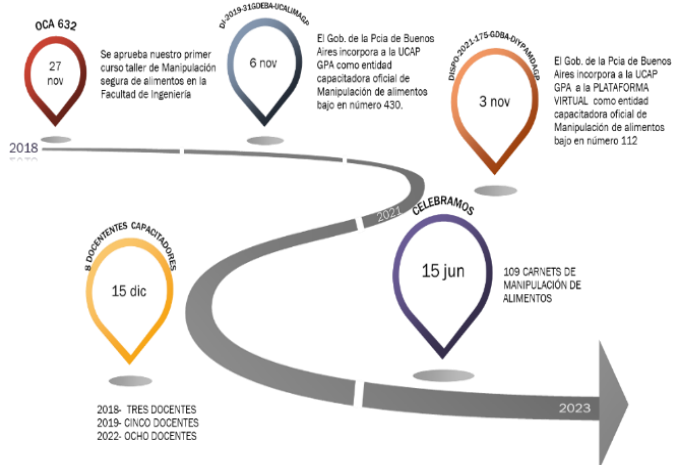 OCA 632
27
nov
Se aprueba nuestro primer
curso taller de Manipulación
segura de alimentos en la
Facultad de Ingeniería
DI-2019-31GDEBA-UCALIMAGP
6 nov
El Gob. de la Pcia de Buenos
Aires incorpora a la UCAP
GPA como entidad
capacitadora oficial de
Manipulación de alimentos
bajo en número 430.
DISPO-2021-175-GDBA-DIYPAMDAGP
3 nov
El Gob. de la Pcia de Buenos
Aires incorpora a la UCAP
GPA a la PLATAFORMA
VIRTUAL como entidad
capacitadora oficial de
Manipulación de alimentos
bajo en número 112
2018
2021
8 DOCENTENTES CAPACITADORES
15 dic
2018- TRES DOCENTES
2019- CINCO DOCENTES
2022- OCHO DOCENTES
CELEBRAMOS
15 jun
109 CARNETS DE
MANIPULACIÓN DE
ALIMENTOS
2023